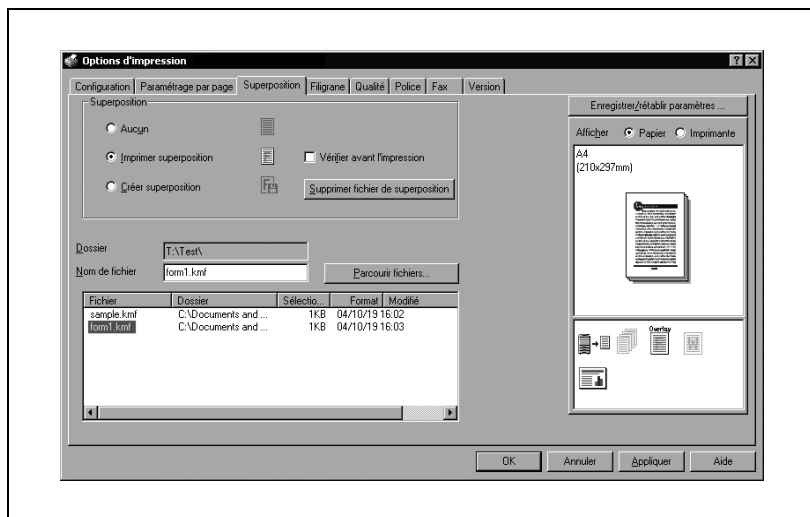 Options d'impression
Configuration Paramétrage par page Superposition Filigrane Qualité Police Fax Version
Superposition
Aucun
Imprimer superposition
Vérifier avant l'impression
Créer superposition
Supprimer fichier de superposition
Dossier T:\Test\
Nom de fichier form1.kmf Parcourir fichiers...
Fichier Dossier Sélectio... Format Modifié
sample.kmf C:\Documents and ... 1KB 04/10/19 16:02
form1.kmf C:\Documents and ... 1KB 04/10/19 16:03
Enregistrer/rétablir paramètres ...
Afficher Papier Imprimante
A4
(210x297mm)
Overlay
OK Annuler Appliquer Aide